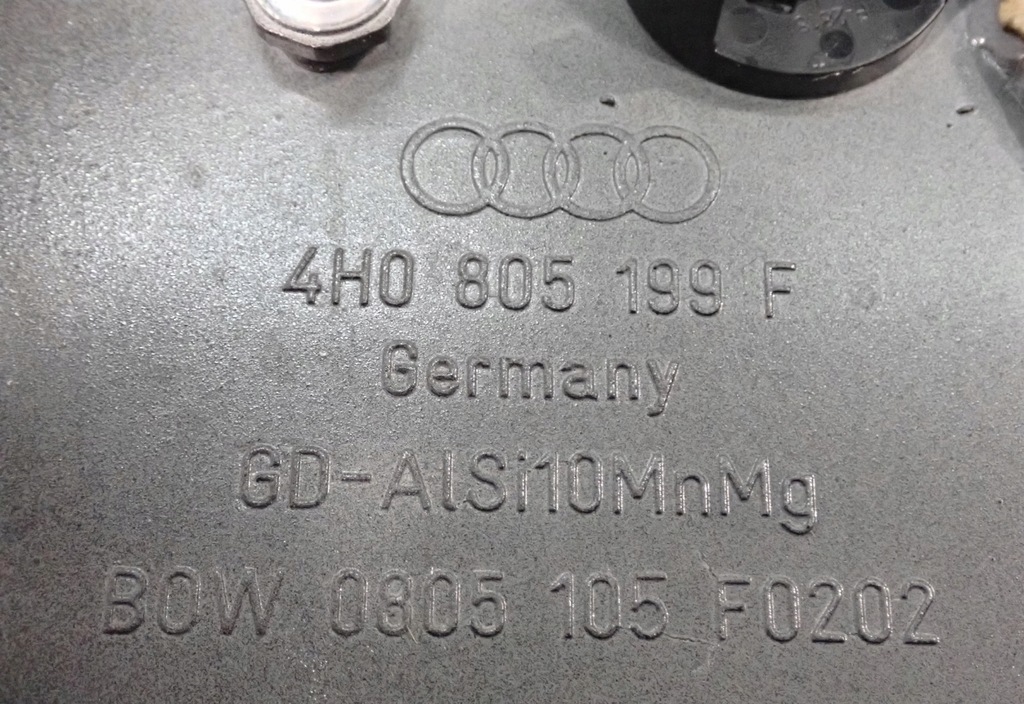 4H0 805 199 F
Germany
GD-AlSi10MnMg
BOW 0805 105 F0202